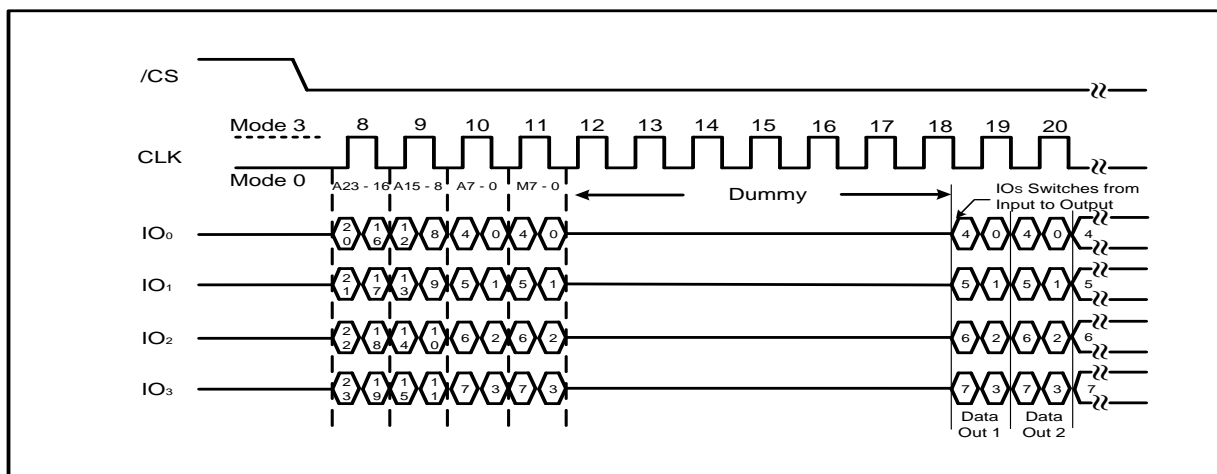 /CS
Mode 3
8 9 10 11 12 13 14 15 16 17 18 19 20
CLK
Mode 0
A23 - 16 A15 - 8 A7 - 0 M7 - 0
Dummy
IOs Switches from
Input to Output
IO0 20 16 12 8 4 0 4 0 4 0 4 0 4
IO1 21 17 13 9 5 1 5 1 5 1 5 1 5
IO2 22 18 14 10 6 2 6 2 6 2 6 2 6
IO3 23 19 15 11 7 3 7 3 7 3 7 3 7
Data Out 1
Data Out 2